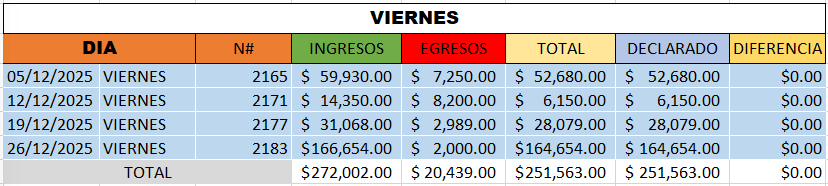 VIERNES
DIA N# INGRESOS EGRESOS TOTAL DECLARADO DIFERENCIA
05/12/2025 VIERNES 2165 $ 59,930.00 $ 7,250.00 $ 52,680.00 $ 52,680.00 $0.00
12/12/2025 VIERNES 2171 $ 14,350.00 $ 8,200.00 $ 6,150.00 $ 6,150.00 $0.00
19/12/2025 VIERNES 2177 $ 31,068.00 $ 2,989.00 $ 28,079.00 $ 28,079.00 $0.00
26/12/2025 VIERNES 2183 $166,654.00 $ 2,000.00 $164,654.00 $ 164,654.00 $0.00
TOTAL $272,002.00 $ 20,439.00 $251,563.00 $ 251,563.00 $0.00